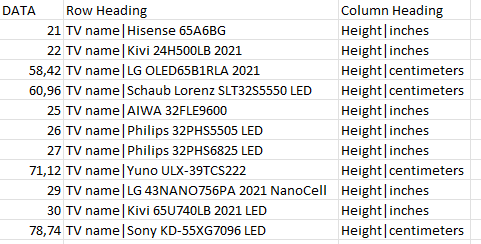 DATA Row Heading Column Heading
21 TV name|Hisense 65A6BG Height|inches
22 TV name|Kivi 24H500LB 2021 Height|inches
58,42 TV name|LG OLED65B1RLA 2021 Height|centimeters
60,96 TV name|Schaub Lorenz SLT32S5550 LED Height|centimeters
25 TV name|AIWA 32FLE9600 Height|inches
26 TV name|Philips 32PHS5505 LED Height|inches
27 TV name|Philips 32PHS6825 LED Height|inches
71,12 TV name|Yuno ULX-39TCS222 Height|centimeters
29 TV name|LG 43NANO756PA 2021 NanoCell Height|inches
30 TV name|Kivi 65U740LB 2021 LED Height|inches
78,74 TV name|Sony KD-55XG7096 LED Height|centimeters